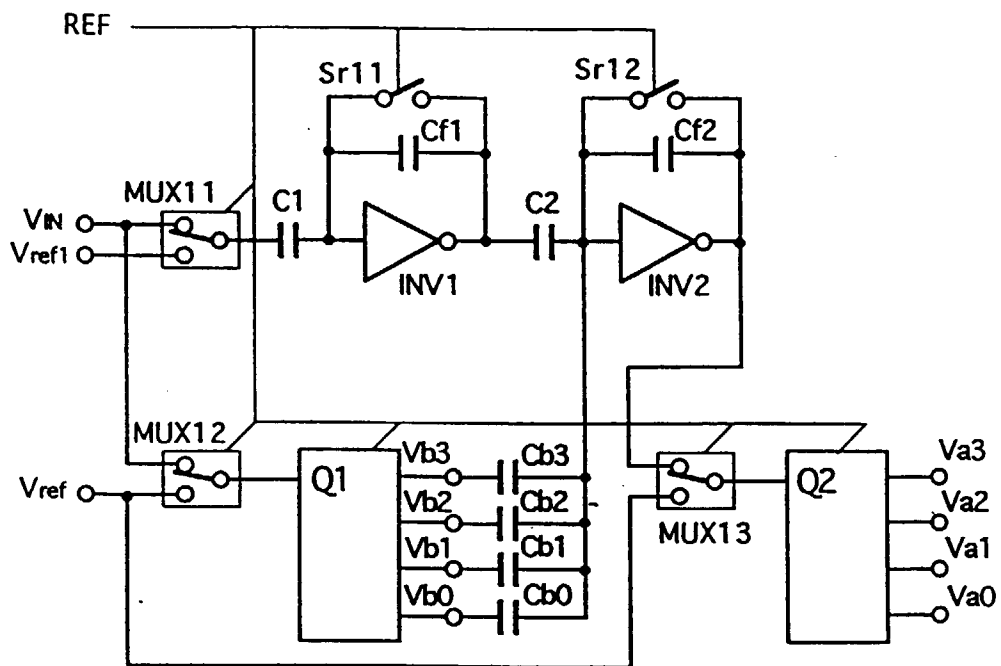 REF
Sr11
Sr12
Cf1
Cf2
MUX11
C1
C2
VIN
Vref1
INV1
INV2
MUX12
Vref
Q1
Vb3
Vb2
Vb1
Vb0
Cb3
Cb2
Cb1
Cb0
MUX13
Q2
Va3
Va2
Va1
Va0